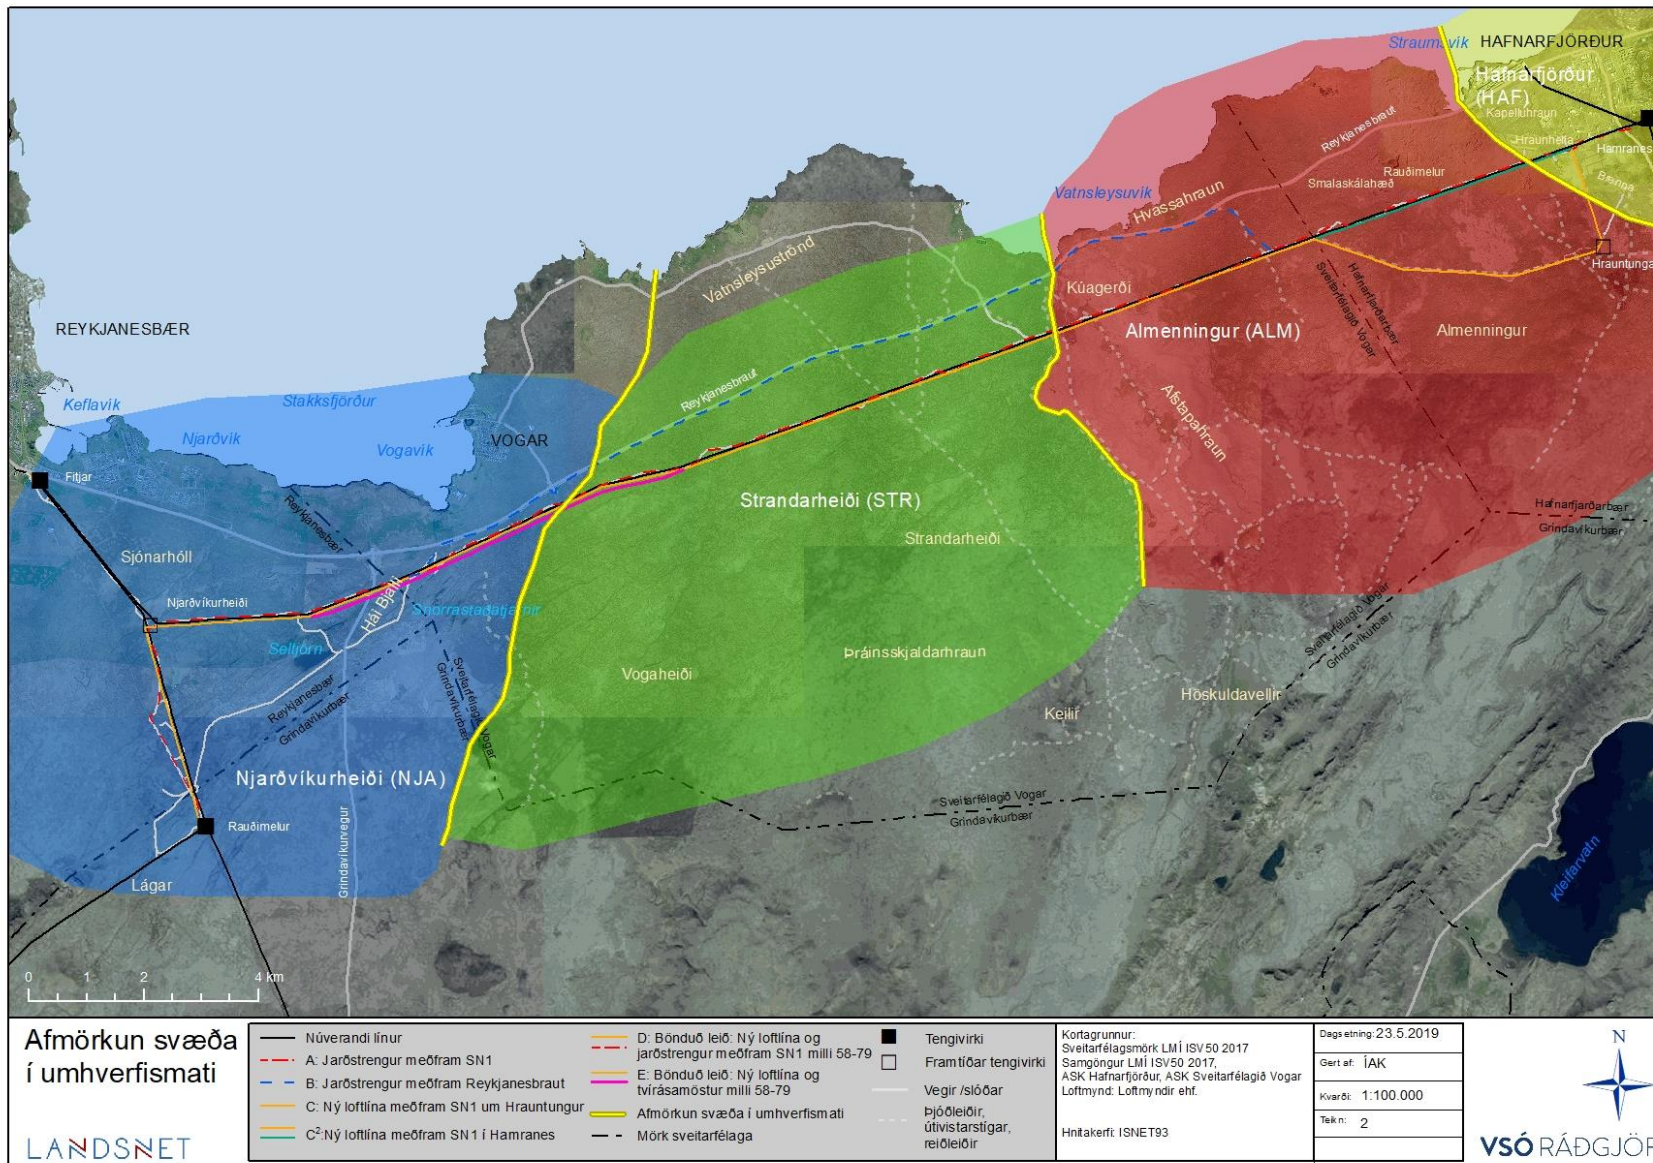 Straumsvik
HAFNARFJÖRÐUR
Hafnarfjörður
(HAF)
Kapelluhraun
Hraunhella
Hamranes
Brenna
Reykjanesbraut
Rauðimelur
Smalaskálahæð
Hvassahraun
Vatnsleysuvík
Hrauntunga
Vatnsleysuströnd
Kúagerði
Hafnarfjarðarbær
Sveitarfélagið Vogar
Almenningur (ALM)
Almenningur
REYKJANESBÆR
Keflavík
Stakksfjörður
Njarðvík
Vogavík
VOGAR
Reykjanesbraut
Afstapahraun
Fitjar
Reykjanesbær
Strandarheiði (STR)
Strandarheiði
Hafnarfjarðarbær
Grindavíkurbær
Sjónarhóll
Njarðvíkurheiði
Hái Bjalli
Snorrastaðatjarnir
Seltjörn
Sveitarfélagið Vogar
Grindavíkurbær
Vogaheiði
Þráinsskjaldarhraun
Sveitarfélagið Vogar
Grindavíkurbær
Reykjanesbær
Grindavíkurbær
Keilir
Höskuldavellir
Njarðvíkurheiði (NJA)
Sveitarfélagið Vogar
Grindavíkurbær
Rauðimelur
Grindavíkurvegur
Lágar
Kleifarvatn
0 1 2 4 km
Afmörkun svæða
í umhverfismati
LANDSNET
Núverandi línur
A: Jarðstrengur meðfram SN1
B: Jarðstrengur meðfram Reykjanesbraut
C: Ný loftlína meðfram SN1 um Hrauntungur
C²:Ný loftlína meðfram SN1 í Hamranes
D: Bönduð leið: Ný loftlína og
jarðstrengur meðfram SN1 milli 58-79
E: Bönduð leið: Ný loftlína og
tvírásamöstur milli 58-79
Afmörkun svæða í umhverfismati
Mörk sveitarfélaga
Tengivirki
Framtíðar tengivirki
Vegir /slóðar
Þjóðleiðir,
útivistarstígar,
reiðleiðir
Kortagrunnur:
Sveitarfélagsmörk LMÍ ISV50 2017
Samgöngur LMÍ ISV50 2017,
ASK Hafnarfjörður, ASK Sveitarfélagið Vogar
Loftmynd: Loftmyndir ehf.
Hnitakerfi: ISNET93
Dagsetning: 23.5.2019
Gert af: ÍAK
Kvarði: 1:100.000
Teikn: 2
N
VSÓ RÁÐGJÖF